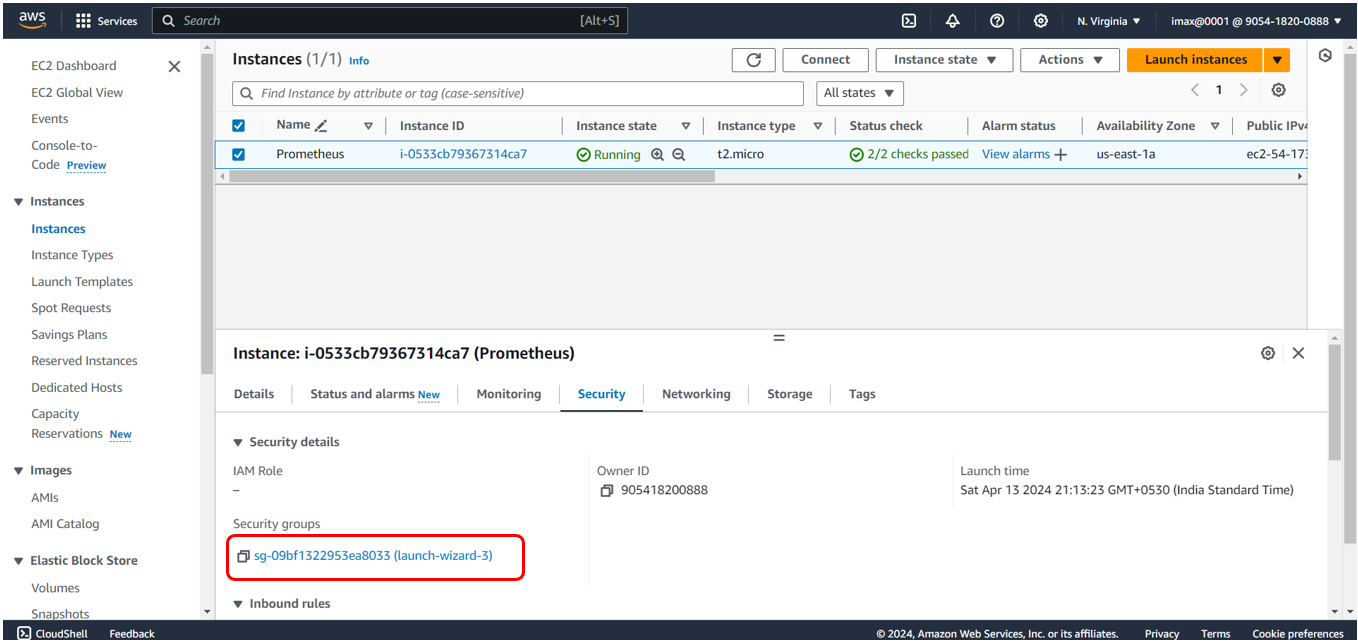 aws Services Search [Alt+S] N. Virginia imax@0001 @ 9054-1820-0888
EC2 Dashboard
EC2 Global View
Events
Console-to-
Code Preview
Instances
Instances
Instance Types
Launch Templates
Spot Requests
Savings Plans
Reserved Instances
Dedicated Hosts
Capacity
Reservations New
Images
AMIs
AMI Catalog
Elastic Block Store
Volumes
Snapshots
Instances (1/1) Info Connect Instance state Actions Launch instances
Find Instance by attribute or tag (case-sensitive) All states 1
Name Instance ID Instance state Instance type Status check Alarm status Availability Zone Public IPv4
Prometheus i-0533cb79367314ca7 Running t2.micro 2/2 checks passed View alarms us-east-1a ec2-54-173
Instance: i-0533cb79367314ca7 (Prometheus)
Details Status and alarms New Monitoring Security Networking Storage Tags
Security details
IAM Role Owner ID Launch time
– 905418200888 Sat Apr 13 2024 21:13:23 GMT+0530 (India Standard Time)
Security groups
sg-09bf1322953ea8033 (launch-wizard-3)
Inbound rules
CloudShell Feedback © 2024, Amazon Web Services, Inc. or its affiliates. Privacy Terms Cookie preferences